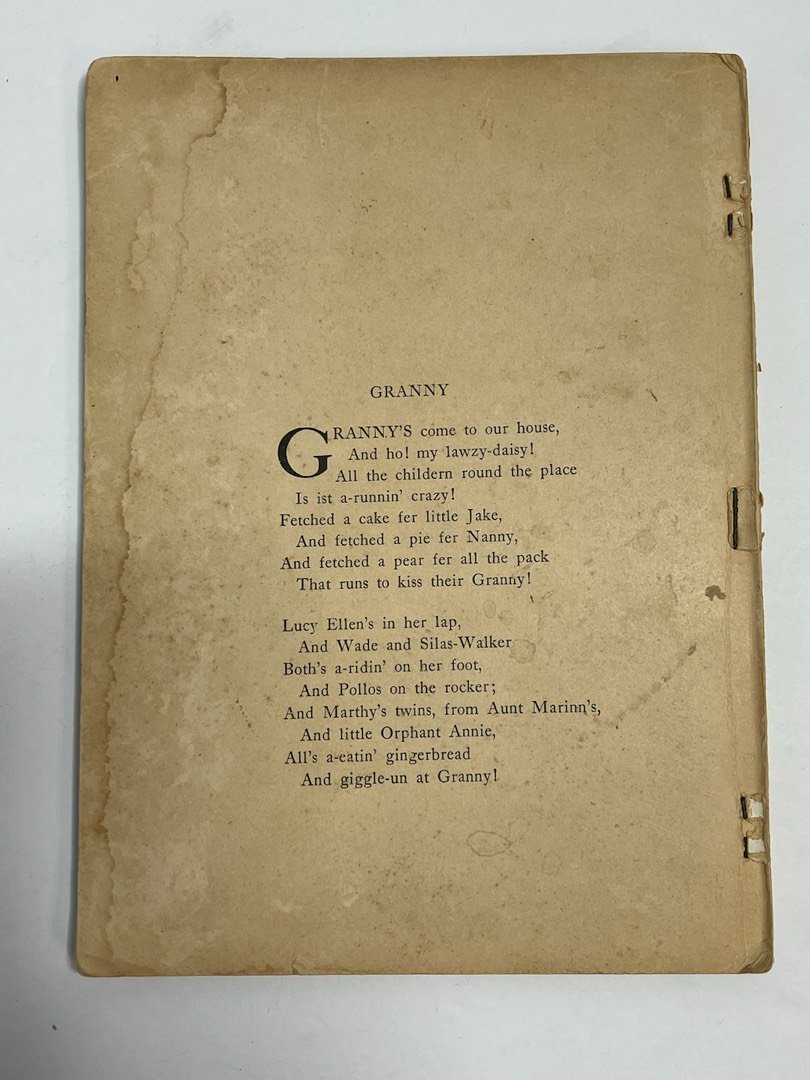 GRANNY
GRANNY'S come to our house,
And ho! my lawzy-daisy!
All the childern round the place
Is ist a-runnin' crazy!
Fetched a cake fer little Jake,
And fetched a pie fer Nanny,
And fetched a pear fer all the pack
That runs to kiss their Granny!
Lucy Ellen's in her lap,
And Wade and Silas-Walker
Both's a-ridin' on her foot,
And Pollos on the rocker;
And Marthy's twins, from Aunt Marinn's,
And little Orphant Annie,
All's a-eatin' gingerbread
And giggle-un at Granny!